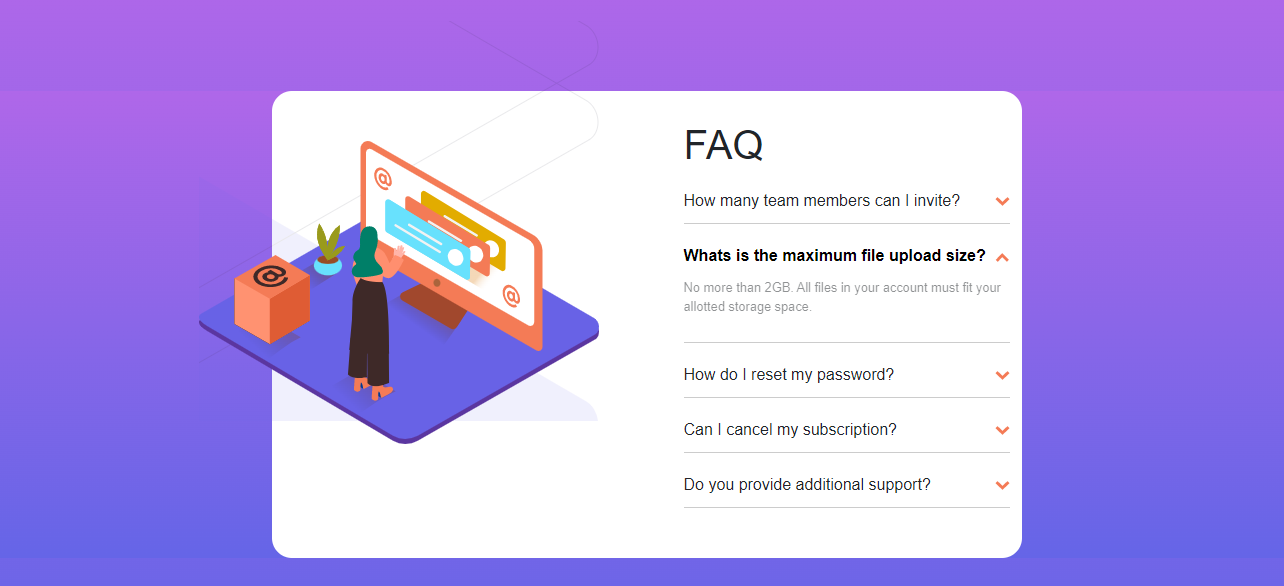 FAQ
How many team members can I invite?
Whats is the maximum file upload size?
No more than 2GB. All files in your account must fit your
allotted storage space.
How do I reset my password?
Can I cancel my subscription?
Do you provide additional support?
@
@
@